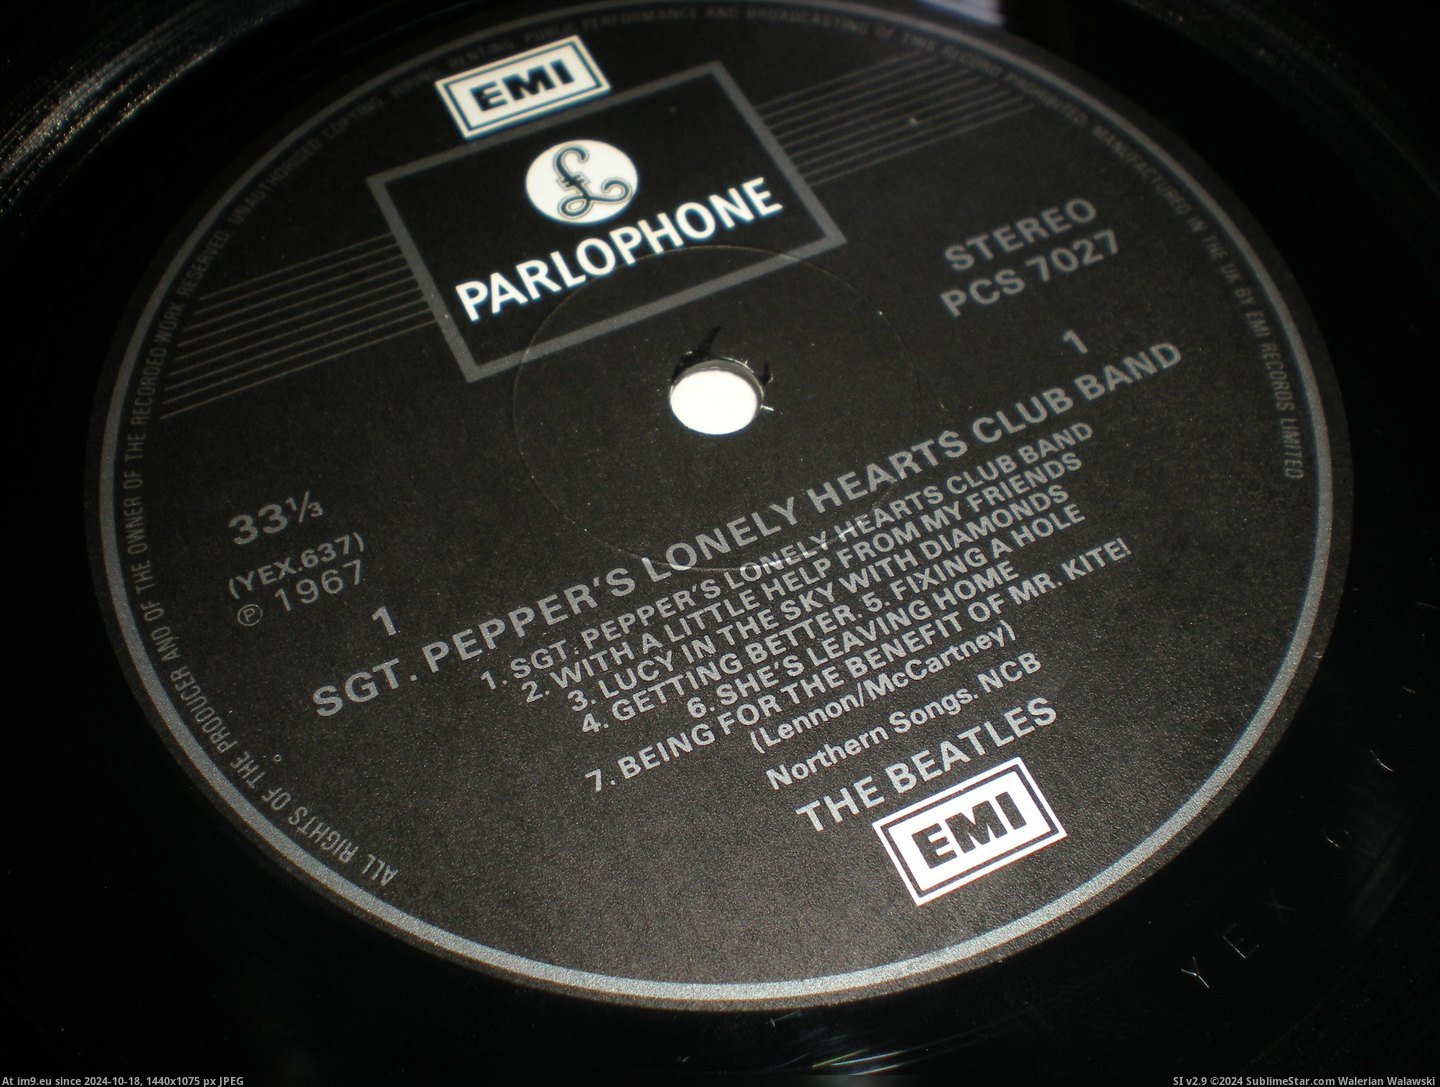 ALL RIGHTS OF THE PRODUCER AND OF THE OWNER OF THE RECORDED WORK RESERVED. UNAUTHORISED COPYING, HIRING, RENTING, PUBLIC PERFORMANCE AND BROADCASTING OF THIS RECORD PROHIBITED. MANUFACTURED IN THE UK BY EMI RECORDS LIMITED
EMI
£
PARLOPHONE
STEREO
PCS 7027
1
33⅓
(YEX.637)
℗ 1967
1
SGT. PEPPER'S LONELY HEARTS CLUB BAND
1. SGT. PEPPER'S LONELY HEARTS CLUB BAND
2. WITH A LITTLE HELP FROM MY FRIENDS
3. LUCY IN THE SKY WITH DIAMONDS
4. GETTING BETTER. 5. FIXING A HOLE
6. SHE'S LEAVING HOME
7. BEING FOR THE BENEFIT OF MR. KITE!
(Lennon/McCartney)
Northern Songs. NCB
THE BEATLES
EMI
Y E X
At im9.eu since 2024-10-18, 1440x1075 px JPEG
SI v2.9 ©2024 SublimeStar.com Walerian Walawski